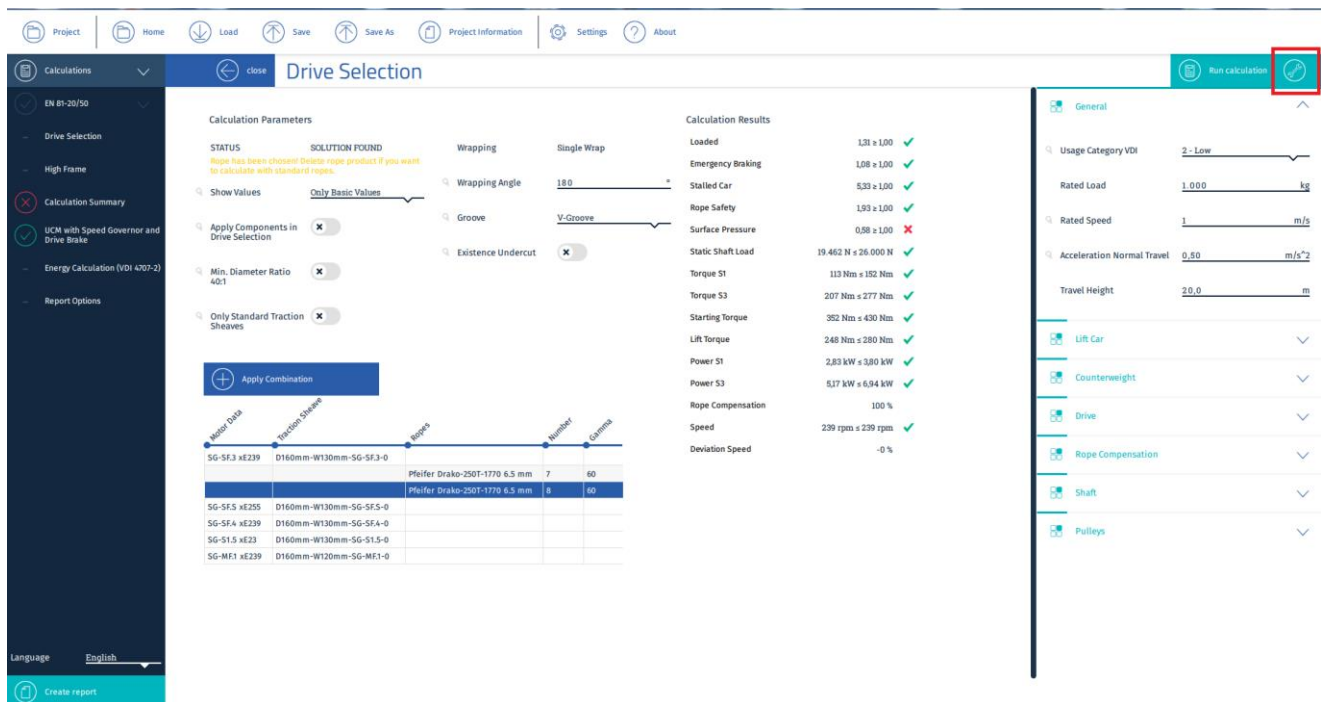 Project
Home
Load
Save
Save As
Project Information
Settings
About
Calculations
close
Drive Selection
Run calculation
EN 81-20/50
Drive Selection
High Frame
Calculation Summary
UCM with Speed Governor and
Drive Brake
Energy Calculation (VDI 4707-2)
Report Options
Language English
Create report
Calculation Parameters
STATUS SOLUTION FOUND
Rope has been chosen! Delete rope product if you want
to calculate with standard ropes.
Show Values Only Basic Values
Apply Components in
Drive Selection
Min. Diameter Ratio
40:1
Only Standard Traction
Sheaves
Wrapping Single Wrap
Wrapping Angle 180 °
Groove V-Groove
Existence Undercut
Apply Combination
Motor Data Traction Sheave Ropes Number Gamma
SG-SF.3 xE239 D160mm-W130mm-SG-SF.3-0
Pfeifer Drako-250T-1770 6.5 mm 7 60
Pfeifer Drako-250T-1770 6.5 mm 8 60
SG-SF.S xE255 D160mm-W130mm-SG-SF.S-0
SG-SF.4 xE239 D160mm-W130mm-SG-SF.4-0
SG-S1.5 xE23 D160mm-W130mm-SG-S1.5-0
SG-MF.1 xE239 D160mm-W120mm-SG-MF.1-0
Calculation Results
Loaded 1,31 ≥ 1,00
Emergency Braking 1,08 ≥ 1,00
Stalled Car 5,33 ≥ 1,00
Rope Safety 1,93 ≥ 1,00
Surface Pressure 0,58 ≥ 1,00
Static Shaft Load 19.462 N ≤ 26.000 N
Torque S1 113 Nm ≤ 152 Nm
Torque S3 207 Nm ≤ 277 Nm
Starting Torque 352 Nm ≤ 430 Nm
Lift Torque 248 Nm ≤ 280 Nm
Power S1 2,83 kW ≤ 3,80 kW
Power S3 5,17 kW ≤ 6,94 kW
Rope Compensation 100 %
Speed 239 rpm ≤ 239 rpm
Deviation Speed -0 %
General
Usage Category VDI 2 - Low
Rated Load 1.000 kg
Rated Speed 1 m/s
Acceleration Normal Travel 0,50 m/s^2
Travel Height 20,0 m
Lift Car
Counterweight
Drive
Rope Compensation
Shaft
Pulleys